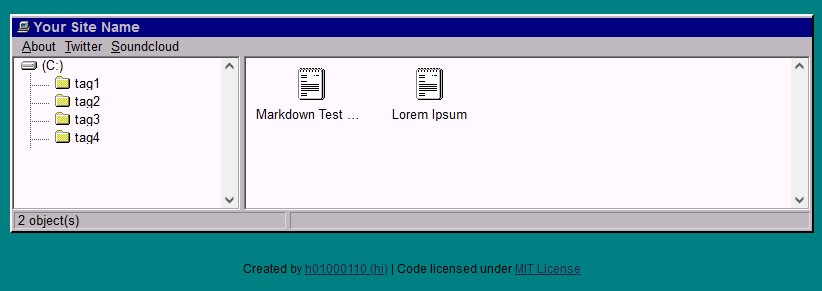 Your Site Name
About Twitter Soundcloud
(C:)
tag1
tag2
tag3
tag4
Markdown Test ...
Lorem Ipsum
2 object(s)
Created by h01000110 (hi) | Code licensed under MIT License